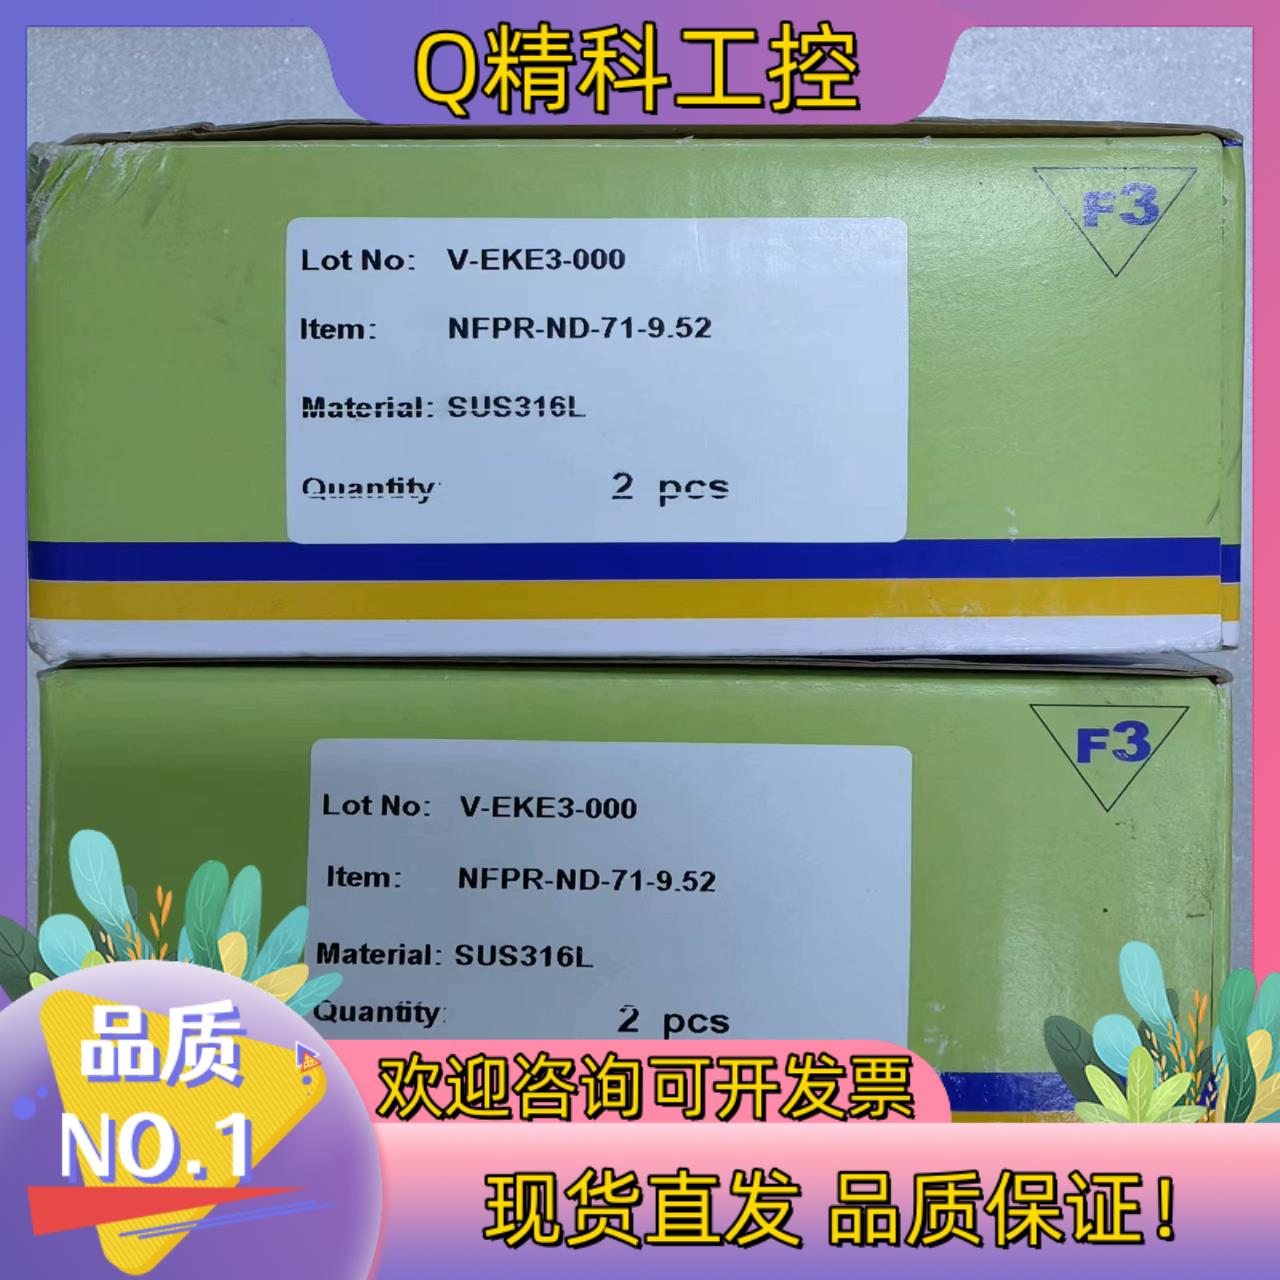 Q精科工控
F3
Lot No: V-EKE3-000
Item: NFPR-ND-71-9.52
Material: SUS316L
Quantity: 2 pcs
F3
Lot No: V-EKE3-000
Item: NFPR-ND-71-9.52
Material: SUS316L
Quantity: 2 pcs
品质
NO.1
欢迎咨询可开发票
现货直发 品质保证!